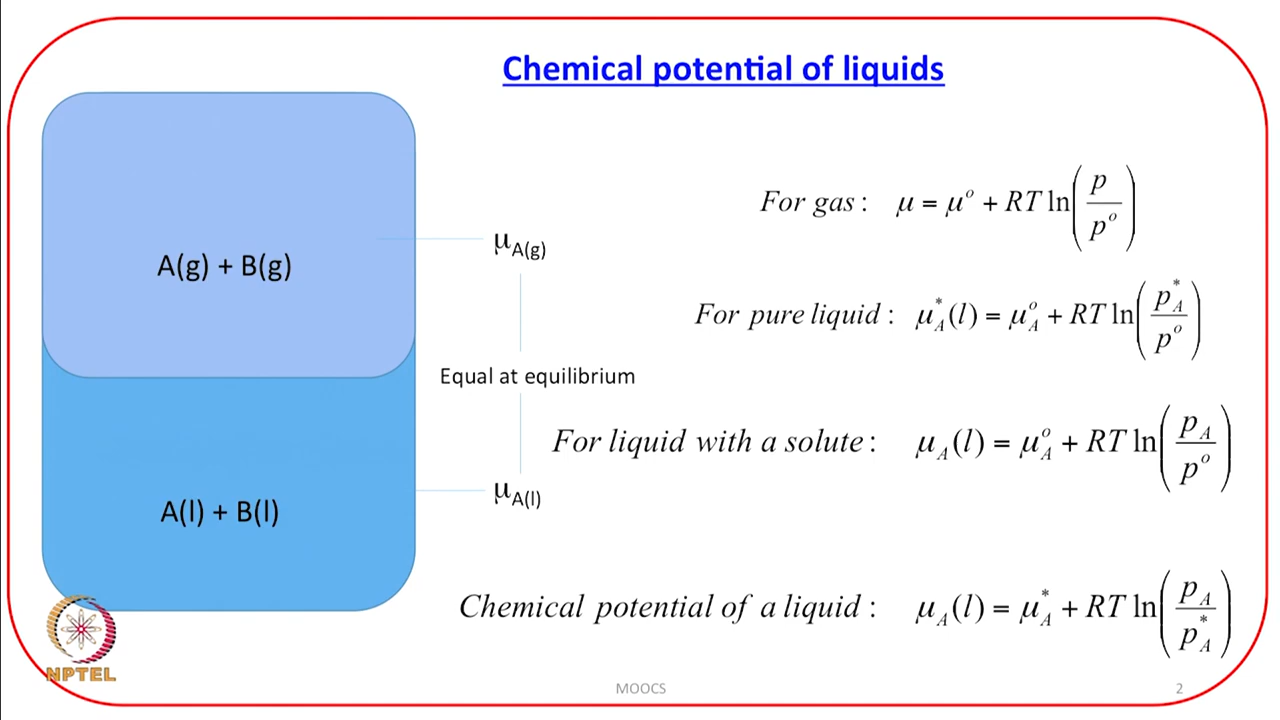 Chemical potential of liquids
A(g) + B(g)
μA(g)
Equal at equilibrium
μA(l)
A(l) + B(l)
For gas : μ = μ° + RT ln(p/p°)
For pure liquid : μ*A(l) = μ°A + RT ln(p*A/p°)
For liquid with a solute : μA(l) = μ°A + RT ln(pA/p°)
Chemical potential of a liquid : μA(l) = μ*A + RT ln(pA/p*A)
NPTEL
MOOCS
2